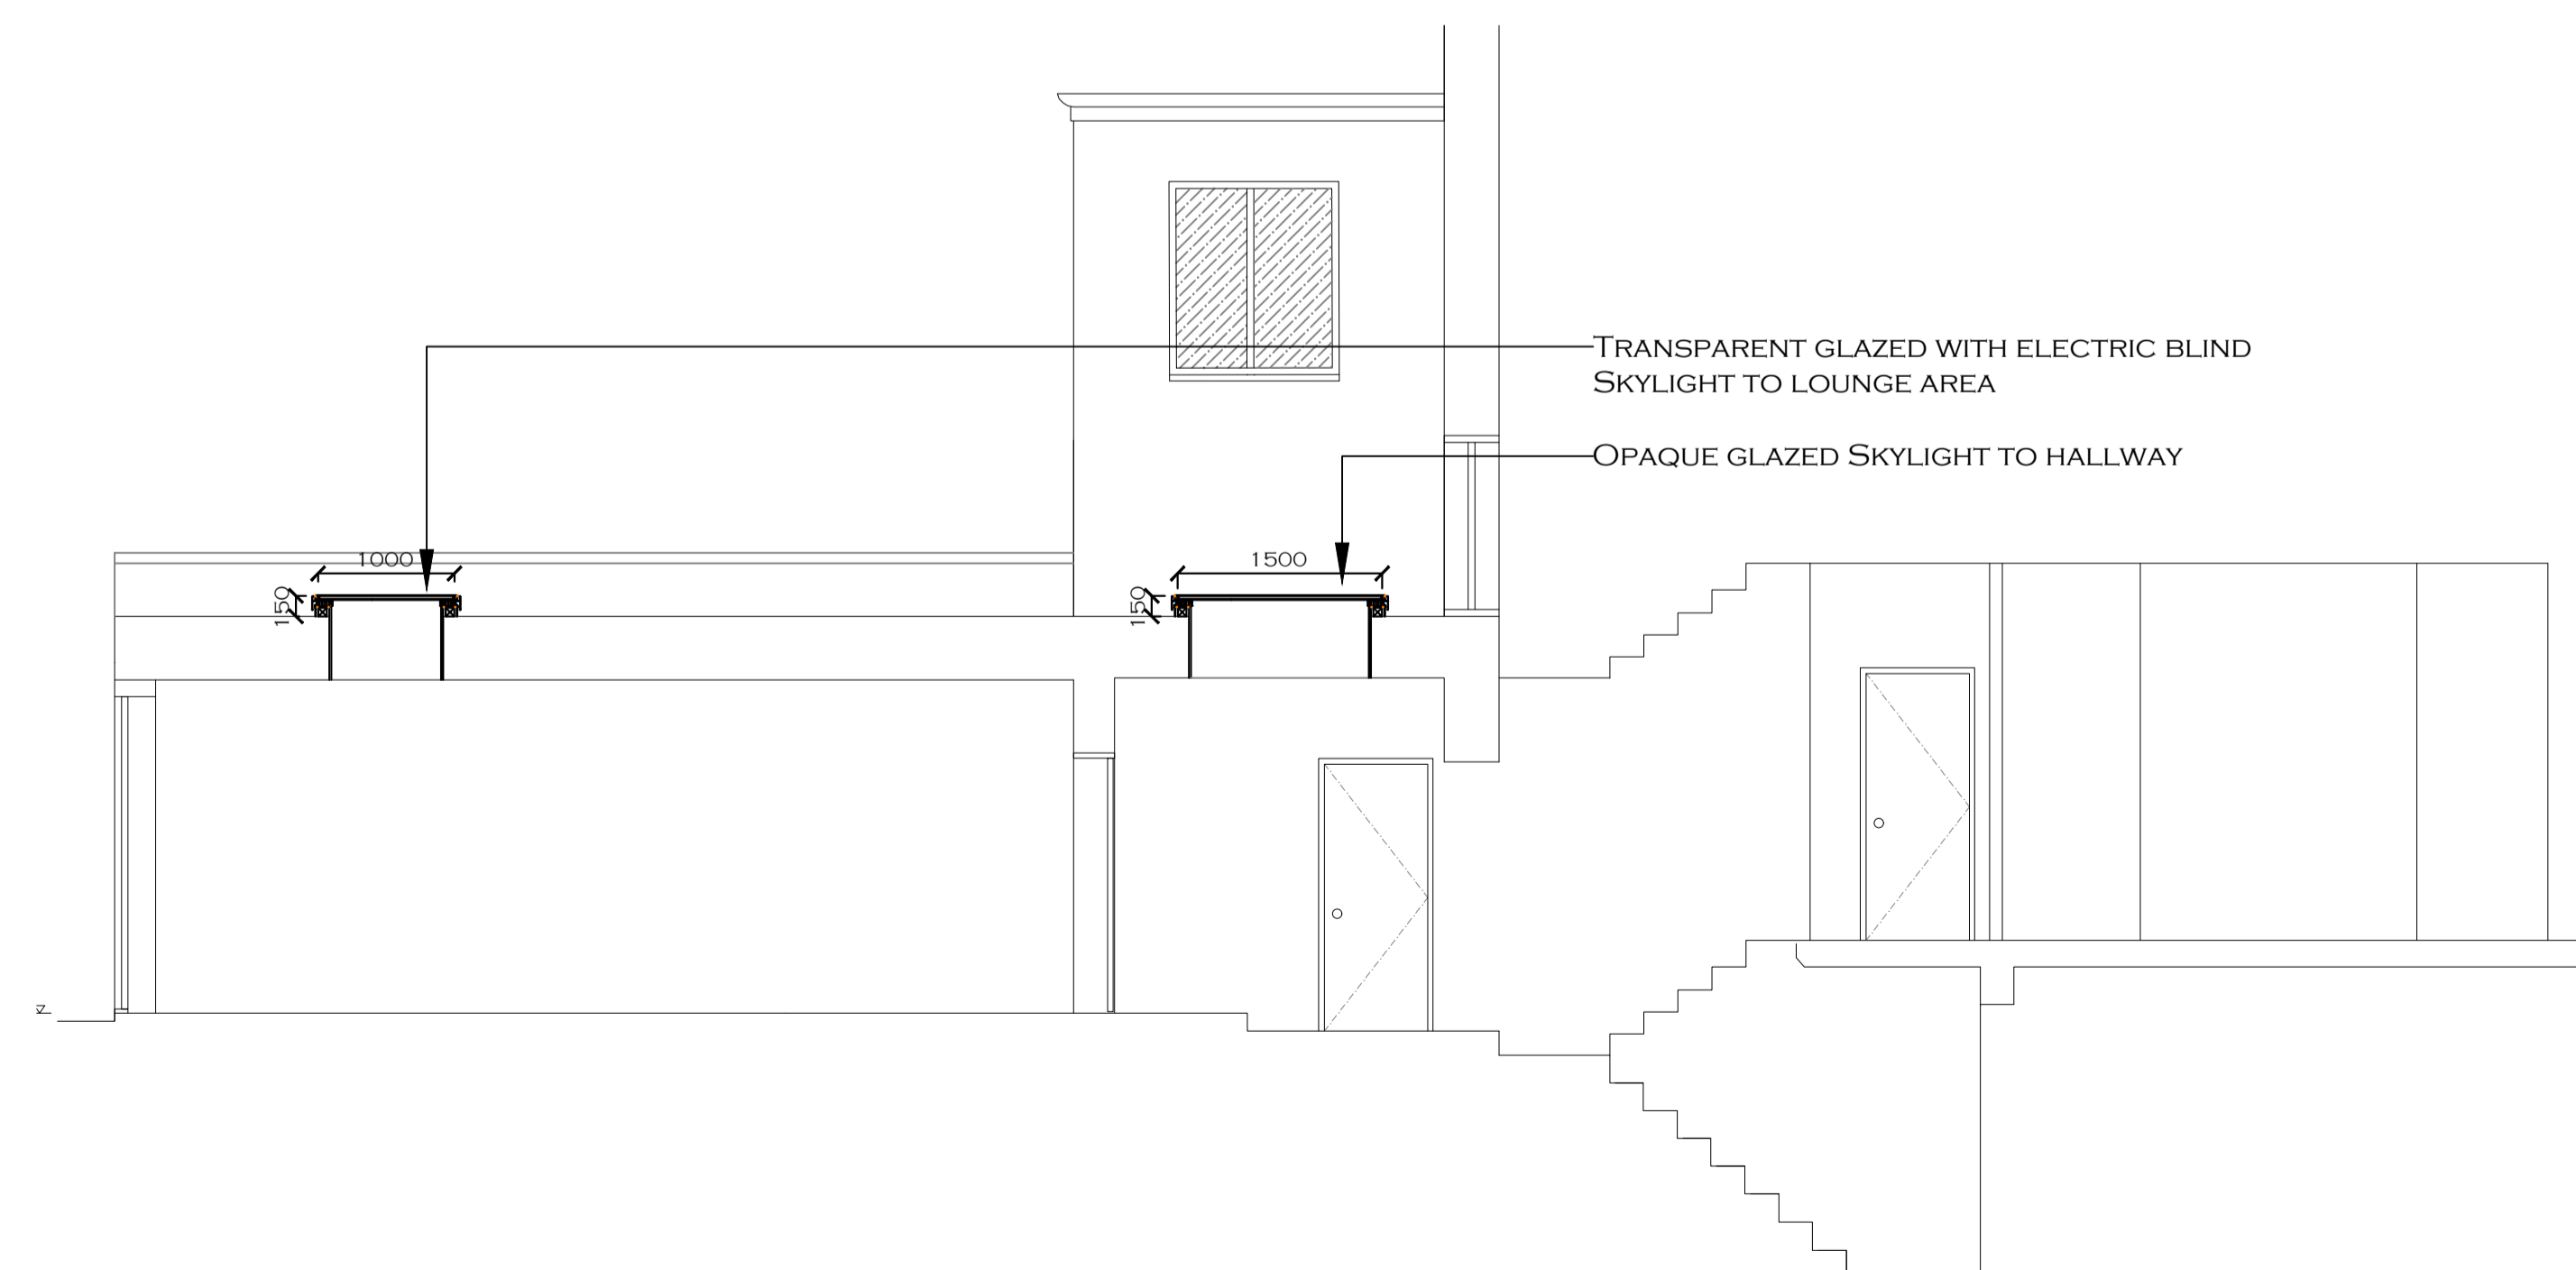 Transparent glazed with electric blind
Skylight to lounge area
Opaque glazed Skylight to hallway
1000
1500
150
150